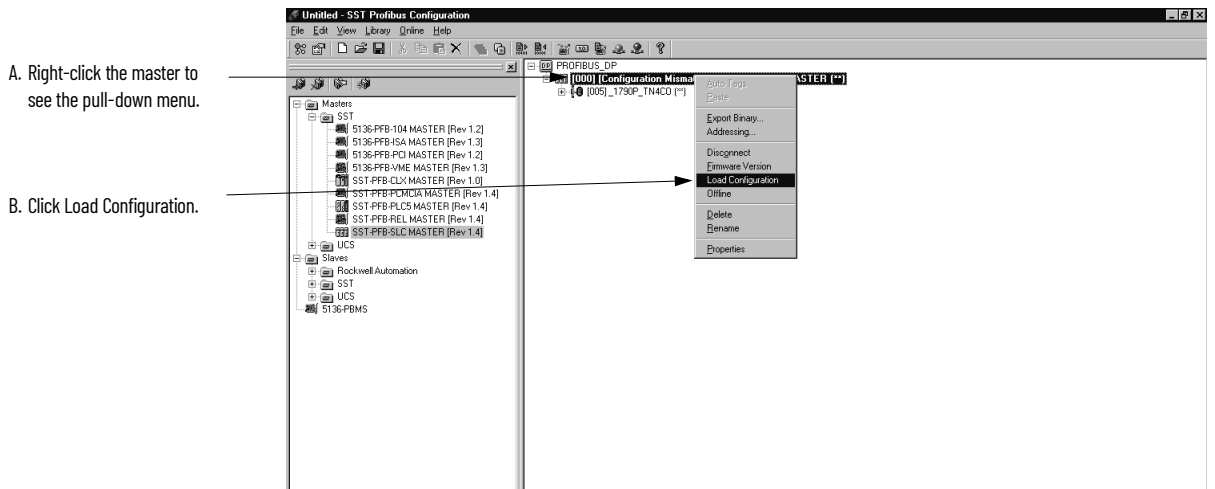 Untitled - SST Profibus Configuration
File Edit View Library Online Help
A. Right-click the master to
see the pull-down menu.
B. Click Load Configuration.
Masters
SST
5136-PFB-104 MASTER [Rev 1.2]
5136-PFB-ISA MASTER [Rev 1.3]
5136-PFB-PCI MASTER [Rev 1.2]
5136-PFB-VME MASTER [Rev 1.3]
SST-PFB-CLX MASTER [Rev 1.0]
SST-PFB-PCMCIA MASTER [Rev 1.4]
SST-PFB-PLC5 MASTER [Rev 1.4]
SST-PFB-REL MASTER [Rev 1.4]
SST-PFB-SLC MASTER [Rev 1.4]
UCS
Slaves
Rockwell Automation
SST
UCS
5136-PBMS
DP PROFIBUS_DP
[000] [Configuration ASTER (**)
[005] _1790P_TN4C0 (**)
Auto Tags
Paste
Export Binary...
Addressing...
Disconnect
Firmware Version
Load Configuration
Offline
Delete
Rename
Properties